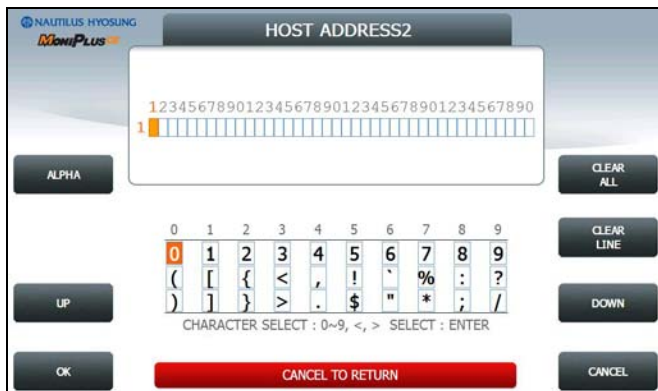 NAUTILUS HYOSUNG
MoniPlus CE
HOST ADDRESS2
1234567890123456789012345678901234567890
1
ALPHA
CLEAR ALL
0 1 2 3 4 5 6 7 8 9
CLEAR LINE
0 1 2 3 4 5 6 7 8 9
( [ { < , ! ` % : ?
) ] } > . $ " * ; /
UP
DOWN
CHARACTER SELECT : 0~9, <, > SELECT : ENTER
OK
CANCEL TO RETURN
CANCEL